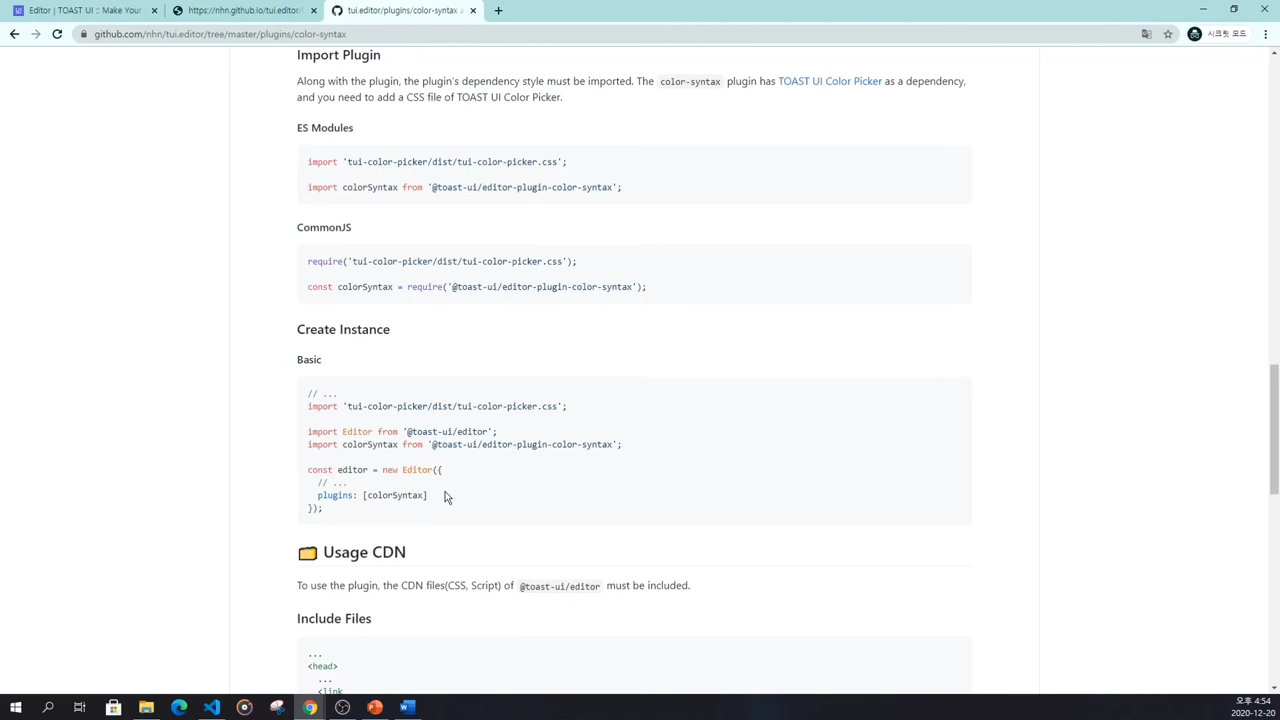 Editor | TOAST UI :: Make Your
https://nhn.github.io/tui.editor/
tui.editor/plugins/color-syntax
github.com/nhn/tui.editor/tree/master/plugins/color-syntax
시크릿 모드
Import Plugin
Along with the plugin, the plugin's dependency style must be imported. The color-syntax plugin has TOAST UI Color Picker as a dependency,
and you need to add a CSS file of TOAST UI Color Picker.
ES Modules
import 'tui-color-picker/dist/tui-color-picker.css';
import colorSyntax from '@toast-ui/editor-plugin-color-syntax';
CommonJS
require('tui-color-picker/dist/tui-color-picker.css');
const colorSyntax = require('@toast-ui/editor-plugin-color-syntax');
Create Instance
Basic
// ...
import 'tui-color-picker/dist/tui-color-picker.css';
import Editor from '@toast-ui/editor';
import colorSyntax from '@toast-ui/editor-plugin-color-syntax';
const editor = new Editor({
// ...
plugins: [colorSyntax]
});
Usage CDN
To use the plugin, the CDN files(CSS, Script) of @toast-ui/editor must be included.
Include Files
...
<head>
...
<link
오후 4:54
2020-12-20